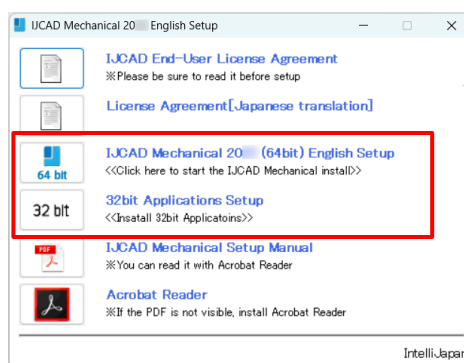 IJCAD Mechanical 20 English Setup
IJCAD End-User License Agreement
※Please be sure to read it before setup
License Agreement[Japanese translation]
IJCAD Mechanical 20 (64bit) English Setup
64 bit
<<Click here to start the IJCAD Mechanical install>>
32bit Applications Setup
32 bit
<<Insatall 32bit Applicatoins>>
PDF
IJCAD Mechanical Setup Manual
※You can read it with Acrobat Reader
Acrobat Reader
※If the PDF is not visible, install Acrobat Reader